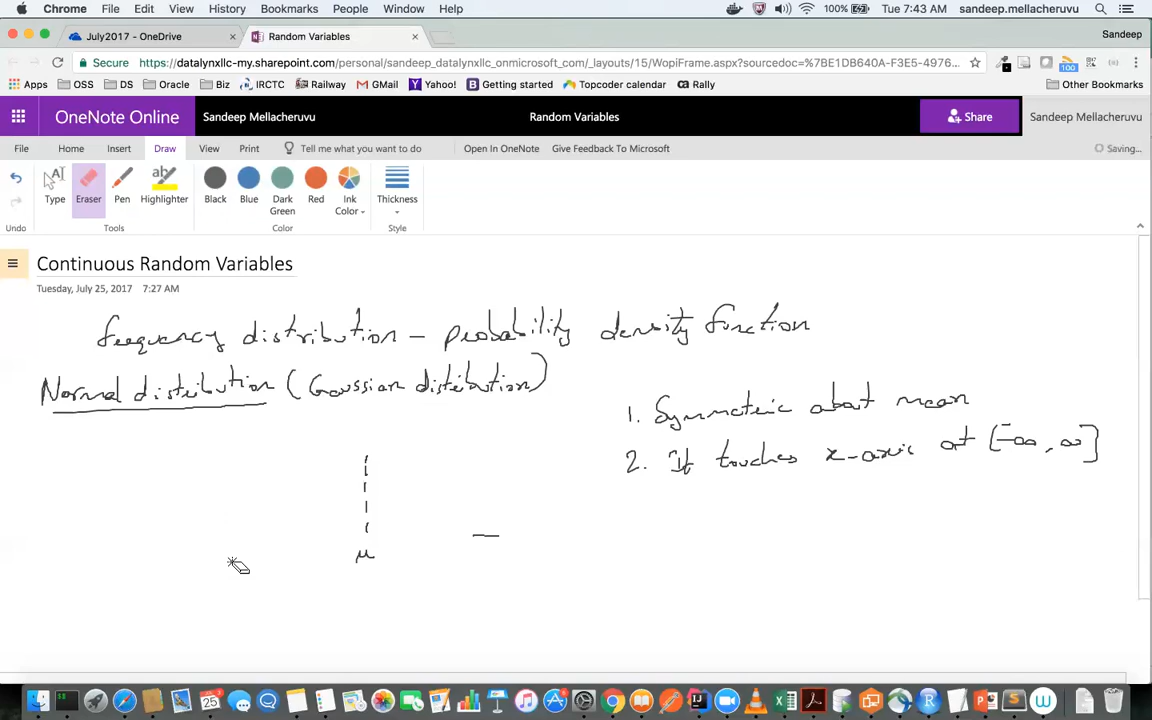 Chrome File Edit View History Bookmarks People Window Help 100% Tue 7:43 AM sandeep.mellacheruvu
July2017 - OneDrive × Random Variables × Sandeep
Secure https://datalynxllc-my.sharepoint.com/personal/sandeep_datalynxllc_onmicrosoft_com/_layouts/15/WopiFrame.aspx?sourcedoc=%7BE1DB640A-F3E5-4976... 100
Apps OSS DS Oracle Biz IRCTC Railway GMail Yahoo! Getting started Topcoder calendar Rally Other Bookmarks
OneNote Online Sandeep Mellacheruvu Random Variables Share Sandeep Mellacheruvu
File Home Insert Draw View Print Tell me what you want to do Open In OneNote Give Feedback To Microsoft Saving...
Type Eraser Pen Highlighter Black Blue Dark Green Red Ink Color Thickness
Undo Tools Color Style
Continuous Random Variables
Tuesday, July 25, 2017 7:27 AM
frequency distribution – probability density function
Normal distribution (Gaussian distribution)
1. Symmetric about mean
2. It touches x-axis at [-∞, ∞]
μ
25